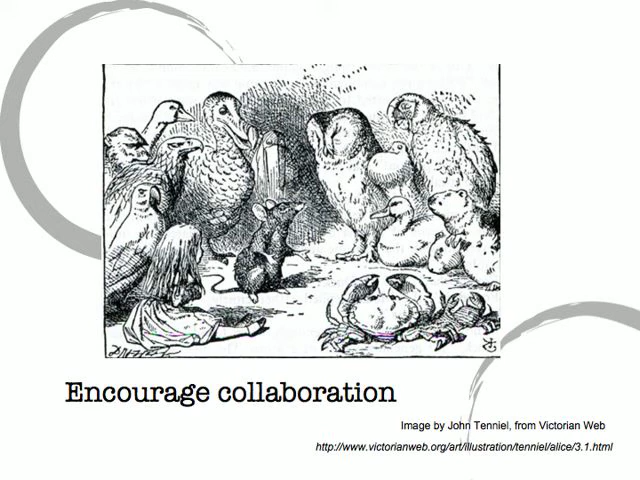 Encourage collaboration
Image by John Tenniel, from Victorian Web
http://www.victorianweb.org/art/illustration/tenniel/alice/3.1.html